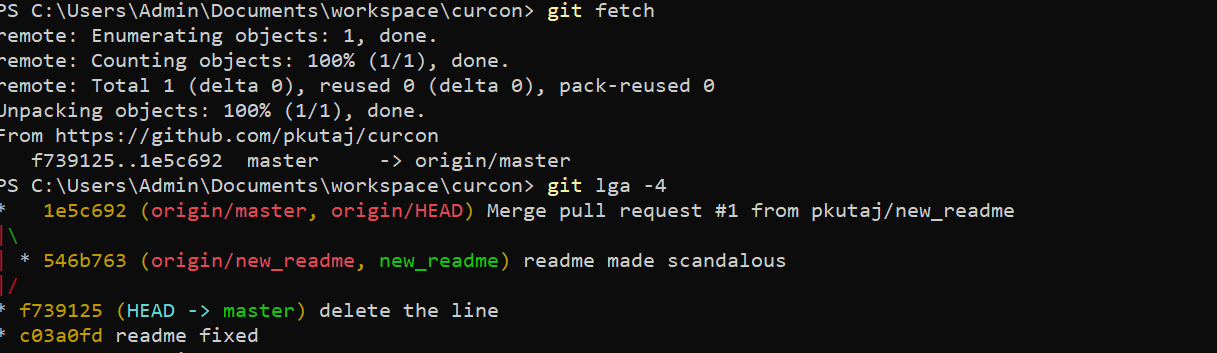 PS C:\Users\Admin\Documents\workspace\curcon> git fetch
remote: Enumerating objects: 1, done.
remote: Counting objects: 100% (1/1), done.
remote: Total 1 (delta 0), reused 0 (delta 0), pack-reused 0
Unpacking objects: 100% (1/1), done.
From https://github.com/pkutaj/curcon
   f739125..1e5c692  master     -> origin/master
PS C:\Users\Admin\Documents\workspace\curcon> git lga -4
*   1e5c692 (origin/master, origin/HEAD) Merge pull request #1 from pkutaj/new_readme
|\
| * 546b763 (origin/new_readme, new_readme) readme made scandalous
|/
* f739125 (HEAD -> master) delete the line
* c03a0fd readme fixed